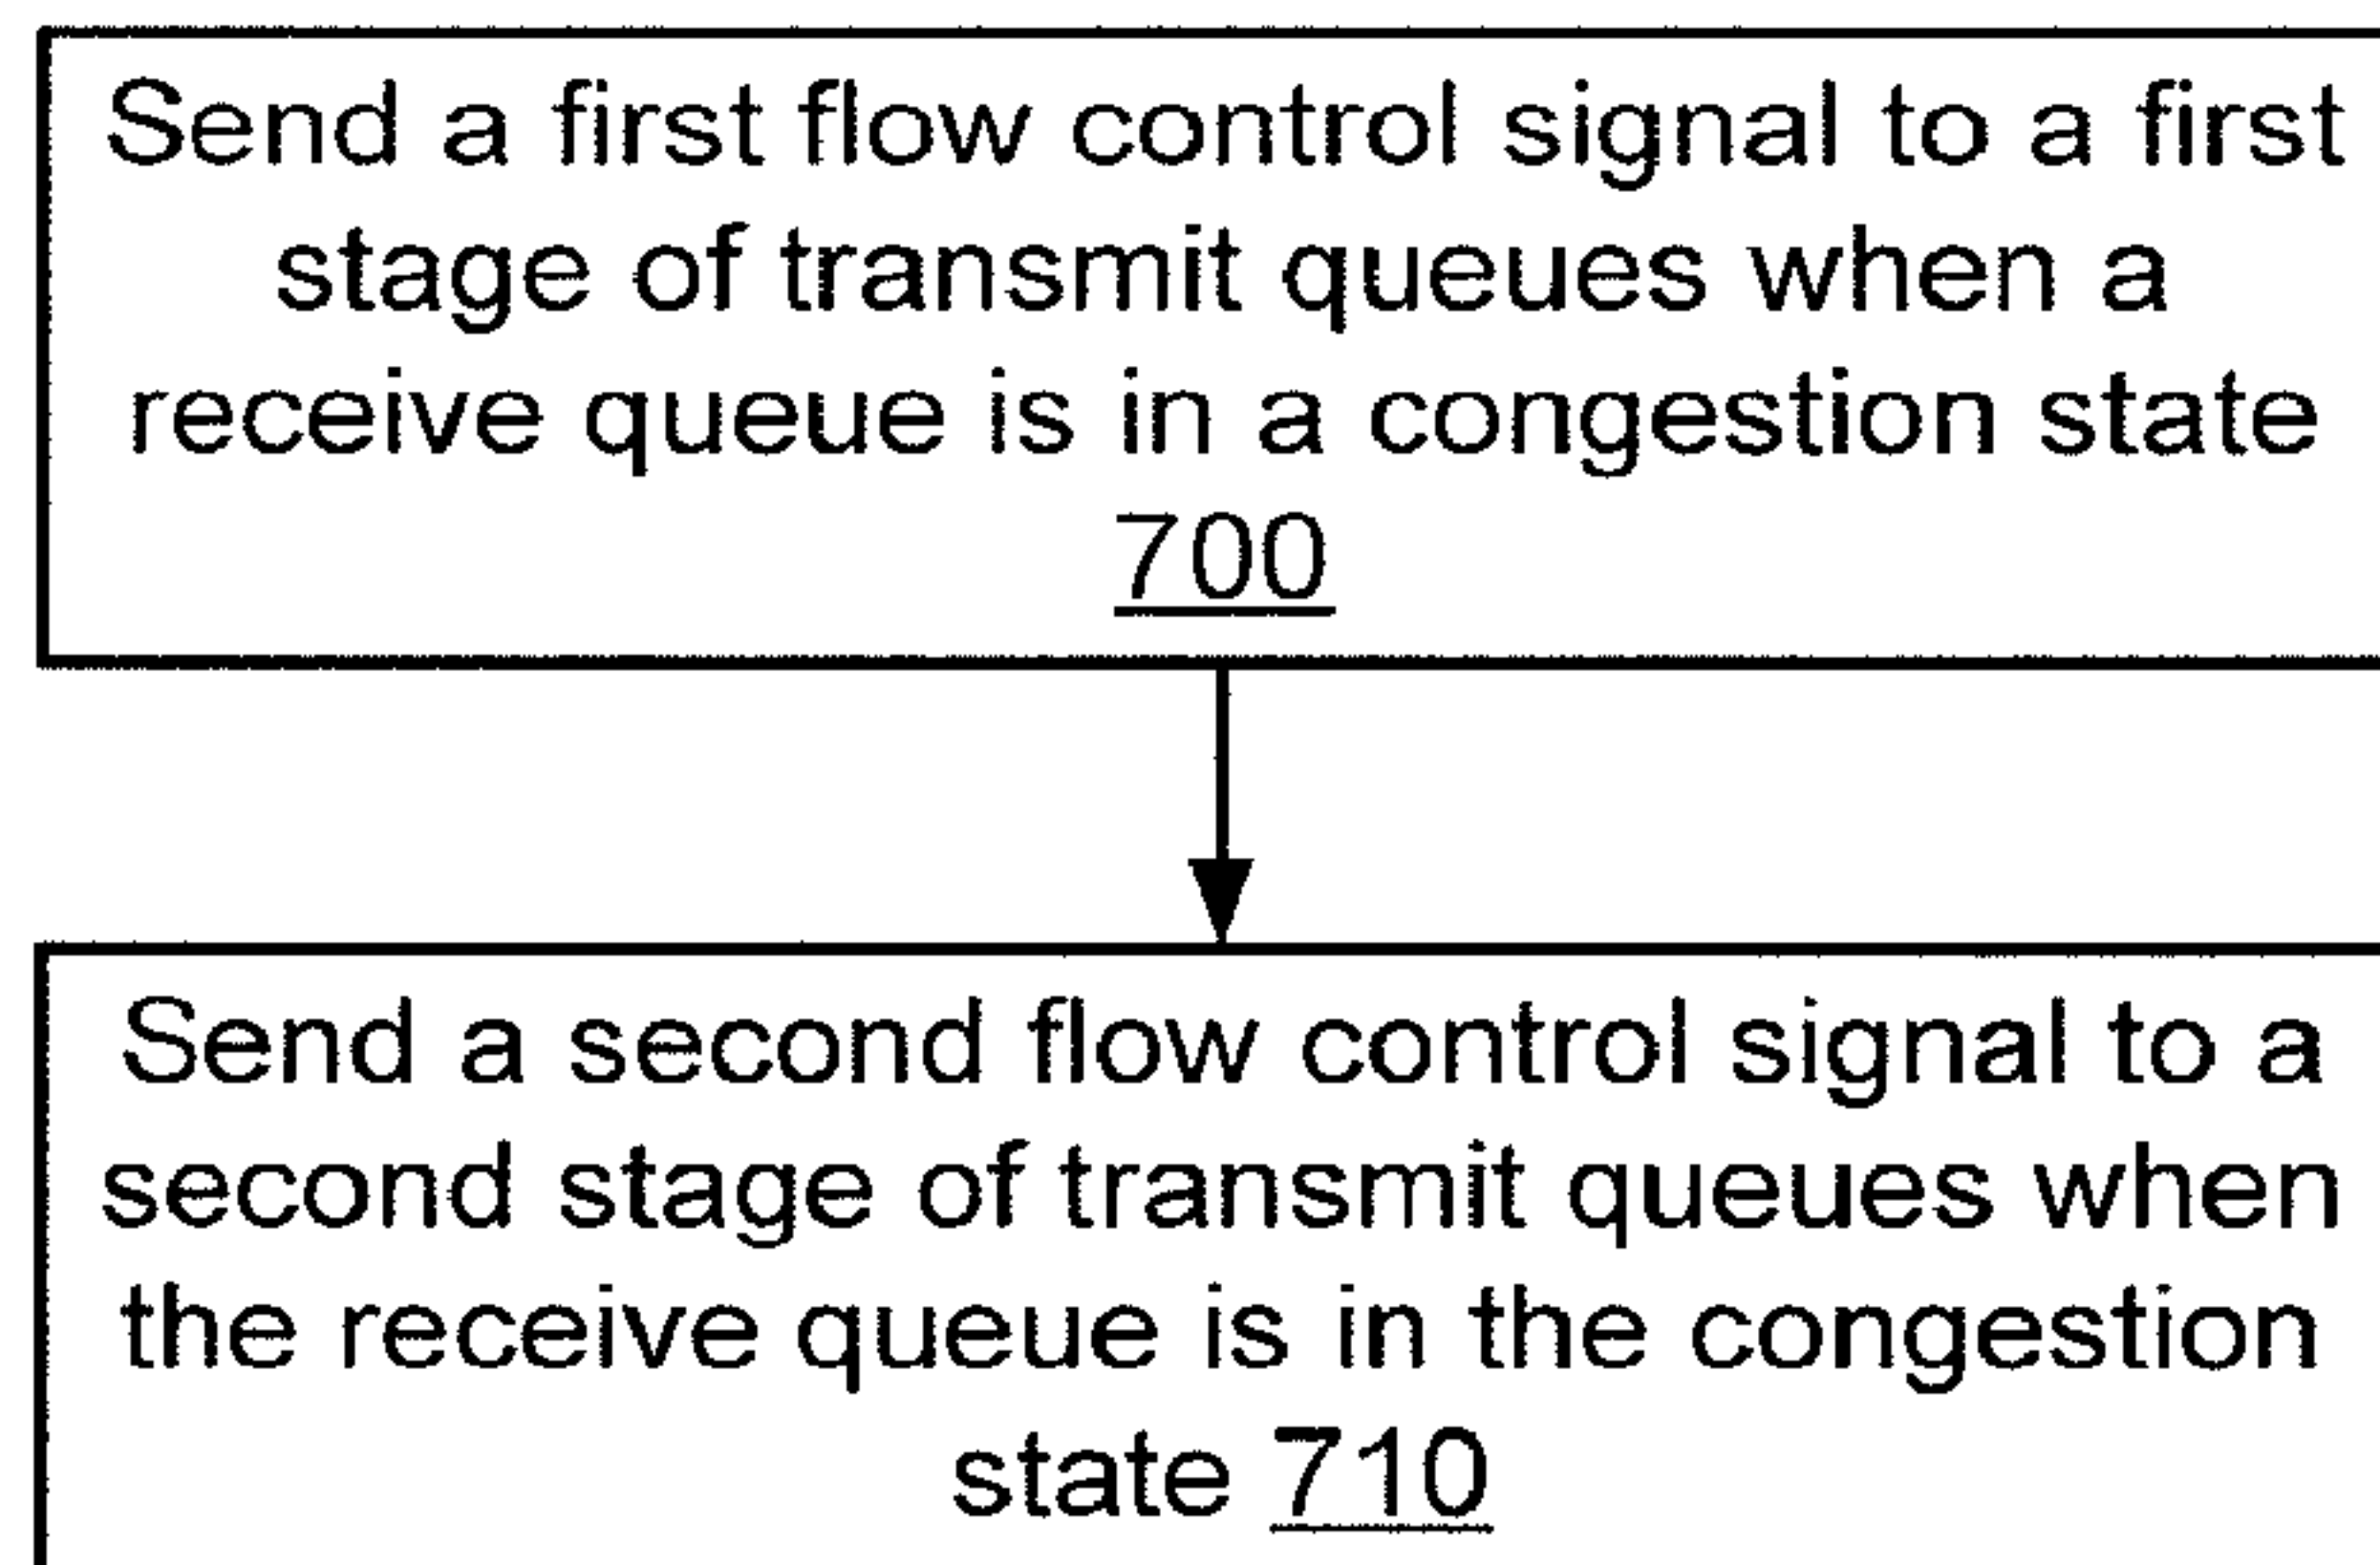 Send a first flow control signal to a first
stage of transmit queues when a
receive queue is in a congestion state
700
Send a second flow control signal to a
second stage of transmit queues when
the receive queue is in the congestion
state 710